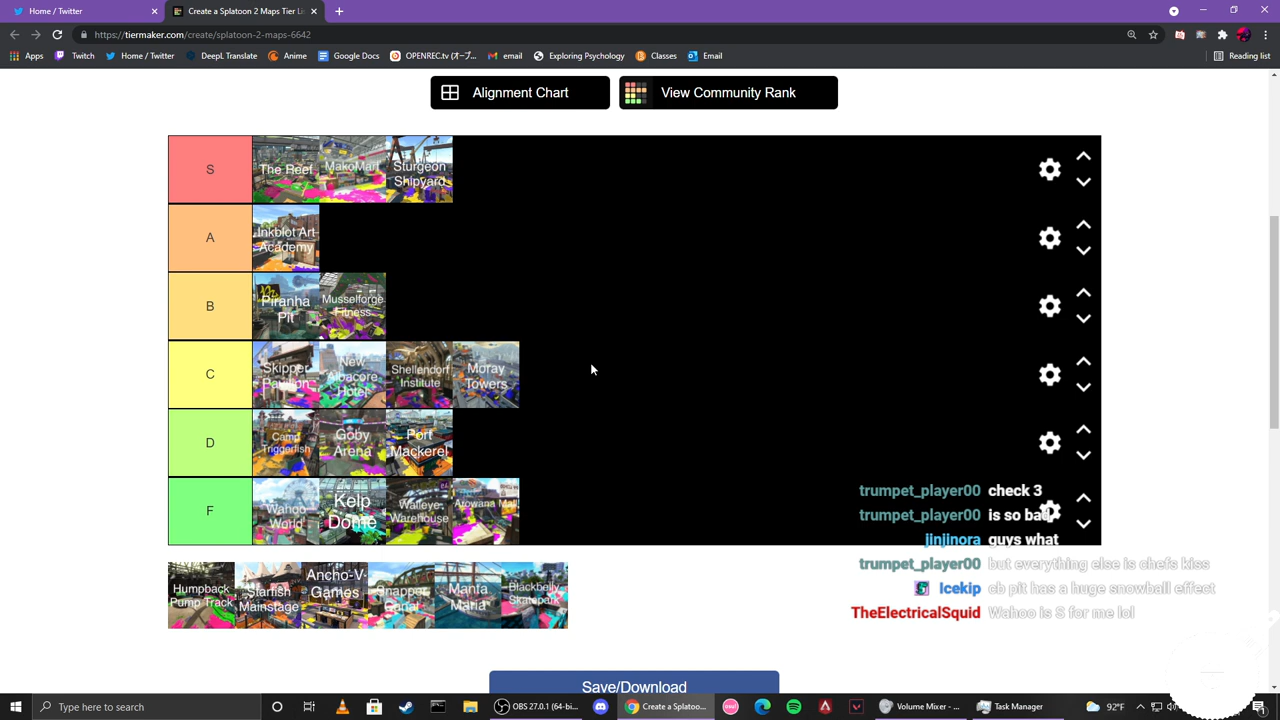 Home / Twitter
Create a Splatoon 2 Maps Tier Li
https://tiermaker.com/create/splatoon-2-maps-6642
Apps
Twitch
Home / Twitter
DeepL Translate
Anime
Google Docs
OPENREC.tv (オープ...
email
Exploring Psychology
Classes
Email
Reading list
Alignment Chart
View Community Rank
S
The Reef
MakoMart
Sturgeon
Shipyard
A
Inkblot Art
Academy
B
Piranha
Pit
Musselforge
Fitness
C
Skipper
Pavilion
New
Albacore
Hotel
Shellendorf
Institute
Moray
Towers
D
Camp
Triggerfish
Goby
Arena
Port
Mackerel
F
Wahoo
World
Kelp
Dome
Walleye
Warehouse
Arowana Mall
Humpback
Pump Track
Starfish
Mainstage
Ancho-V
Games
Snapper
Canal
Manta
Maria
Blackbelly
Skatepark
trumpet_player00 check 3
trumpet_player00 is so bad
jinjinora guys what
trumpet_player00 but everything else is chefs kiss
Icekip cb pit has a huge snowball effect
TheElectricalSquid Wahoo is S for me lol
Save/Download
Type here to search
OBS 27.0.1 (64-bi...
Create a Splatoo...
osu!
Volume Mixer - ...
Task Manager
92°F